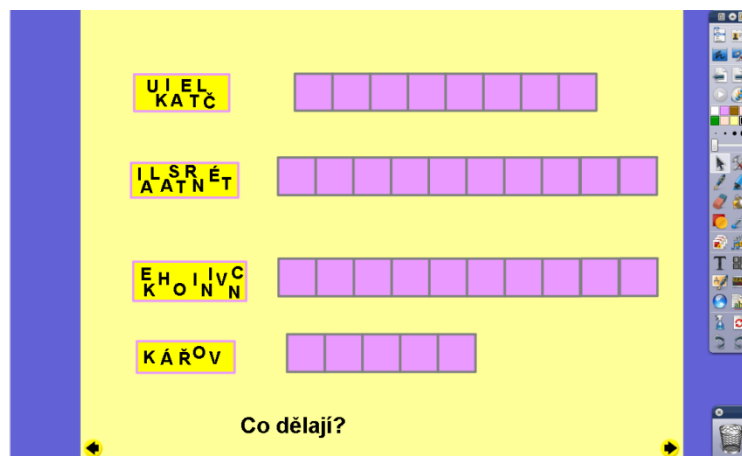 U I E L
K A T Č
I L S R É T
A A T N
E H O I N I V C
K N
K Á Ř O V
Co dělají?
T